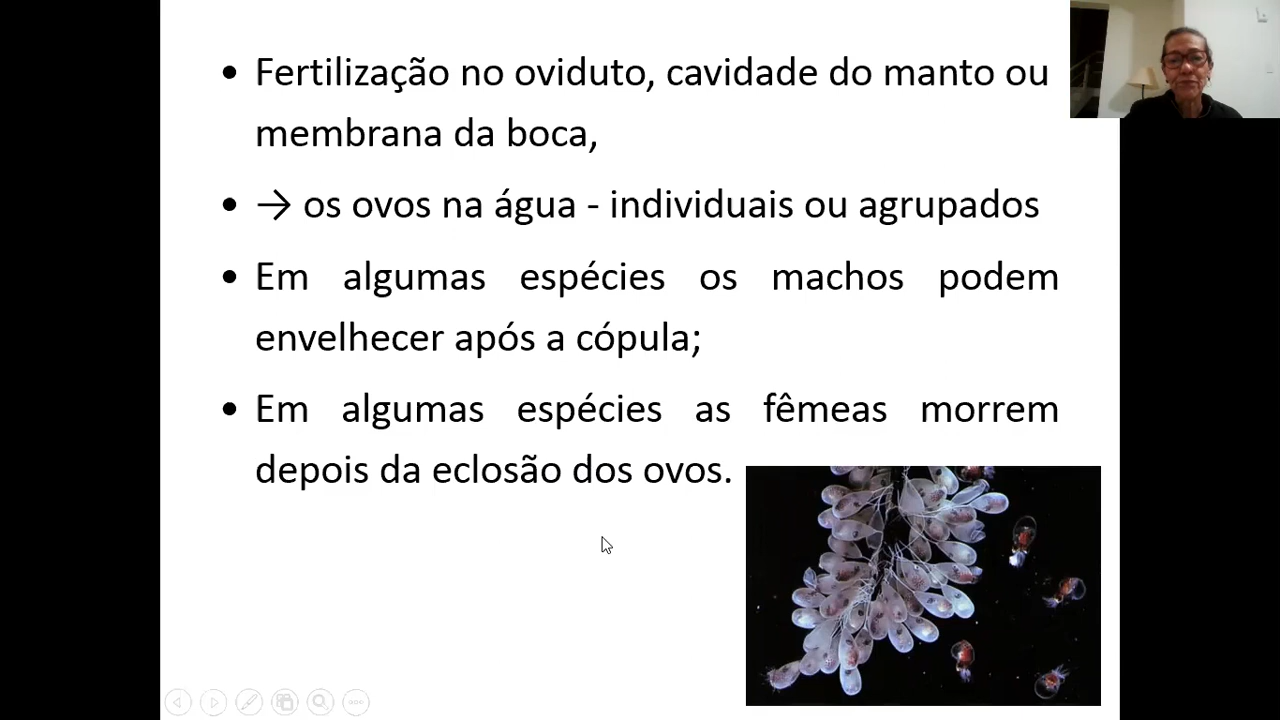 • Fertilização no oviduto, cavidade do manto ou
membrana da boca,
• → os ovos na água - individuais ou agrupados
• Em algumas espécies os machos podem
envelhecer após a cópula;
• Em algumas espécies as fêmeas morrem
depois da eclosão dos ovos.